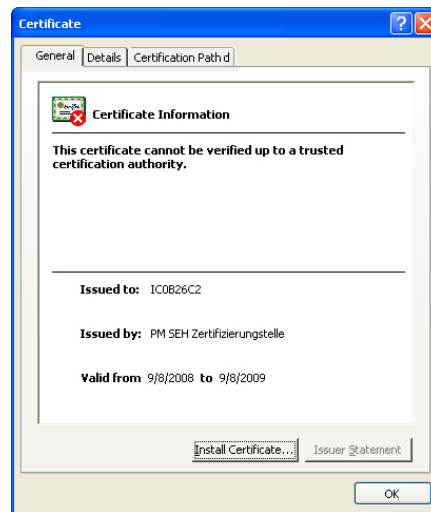 Certificate
General Details Certification Path d
Certificate Information
This certificate cannot be verified up to a trusted
certification authority.
Issued to: IC0B26C2
Issued by: PM SEH Zertifizierungstelle
Valid from 9/8/2008 to 9/8/2009
Install Certificate... Issuer Statement
OK